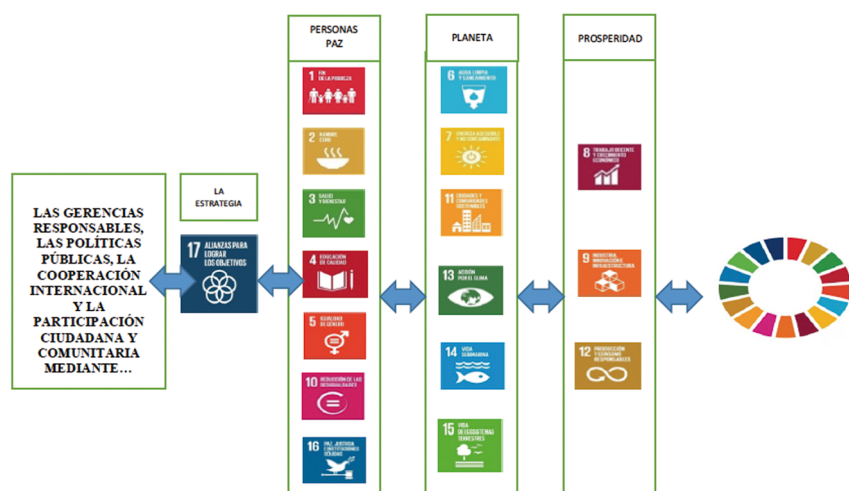 LAS GERENCIAS
RESPONSABLES,
LAS POLÍTICAS
PÚBLICAS, LA
COOPERACIÓN
INTERNACIONAL
Y LA
PARTICIPACIÓN
CIUDADANA Y
COMUNITARIA
MEDIANTE…
LA
ESTRATEGIA
17 ALIANZAS PARA
LOGRAR
LOS OBJETIVOS
PERSONAS
PAZ
1 FIN
DE LA POBREZA
2 HAMBRE
CERO
3 SALUD
Y BIENESTAR
4 EDUCACIÓN
DE CALIDAD
5 IGUALDAD
DE GÉNERO
10 REDUCCIÓN DE LAS
DESIGUALDADES
16 PAZ, JUSTICIA
E INSTITUCIONES
SÓLIDAS
PLANETA
6 AGUA LIMPIA
Y SANEAMIENTO
7 ENERGÍA ASEQUIBLE
Y NO CONTAMINANTE
11 CIUDADES Y
COMUNIDADES
SOSTENIBLES
13 ACCIÓN
POR EL CLIMA
14 VIDA
SUBMARINA
15 VIDA
DE ECOSISTEMAS
TERRESTRES
PROSPERIDAD
8 TRABAJO DECENTE
Y CRECIMIENTO
ECONÓMICO
9 INDUSTRIA,
INNOVACIÓN E
INFRAESTRUCTURA
12 PRODUCCIÓN
Y CONSUMO
RESPONSABLES